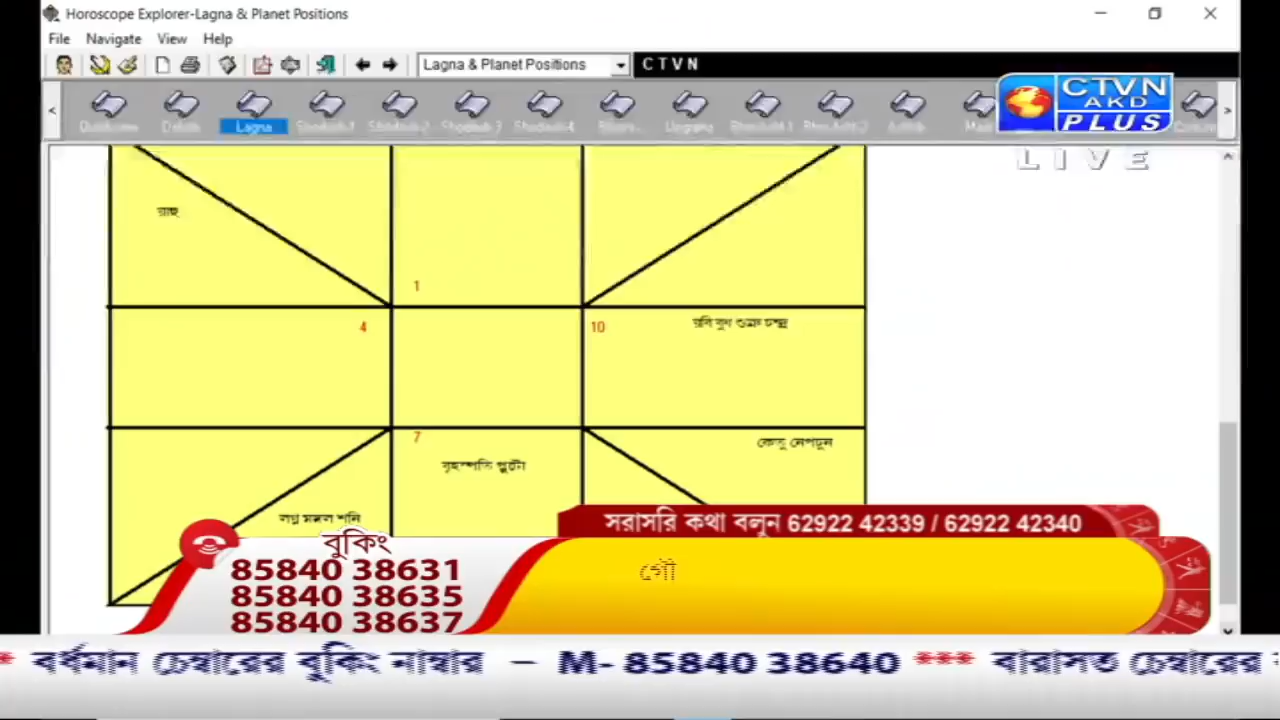 Horoscope Explorer-Lagna & Planet Positions
File Navigate View Help
Lagna & Planet Positions
CTVN
Lagna
CTVN
AKD
PLUS
LIVE
রাহু
1
4
10
রবি বুধ শুক্র চন্দ্র
7
বৃহস্পতি প্লুটো
কেতু নেপচুন
লগ্ন মঙ্গল শনি
সরাসরি কথা বলুন 62922 42339 / 62922 42340
বুকিং
85840 38631
85840 38635
85840 38637
গৌ
* বর্ধমান চেম্বারের বুকিং নাম্বার – M- 85840 38640 *** বারাসত চেম্বারের